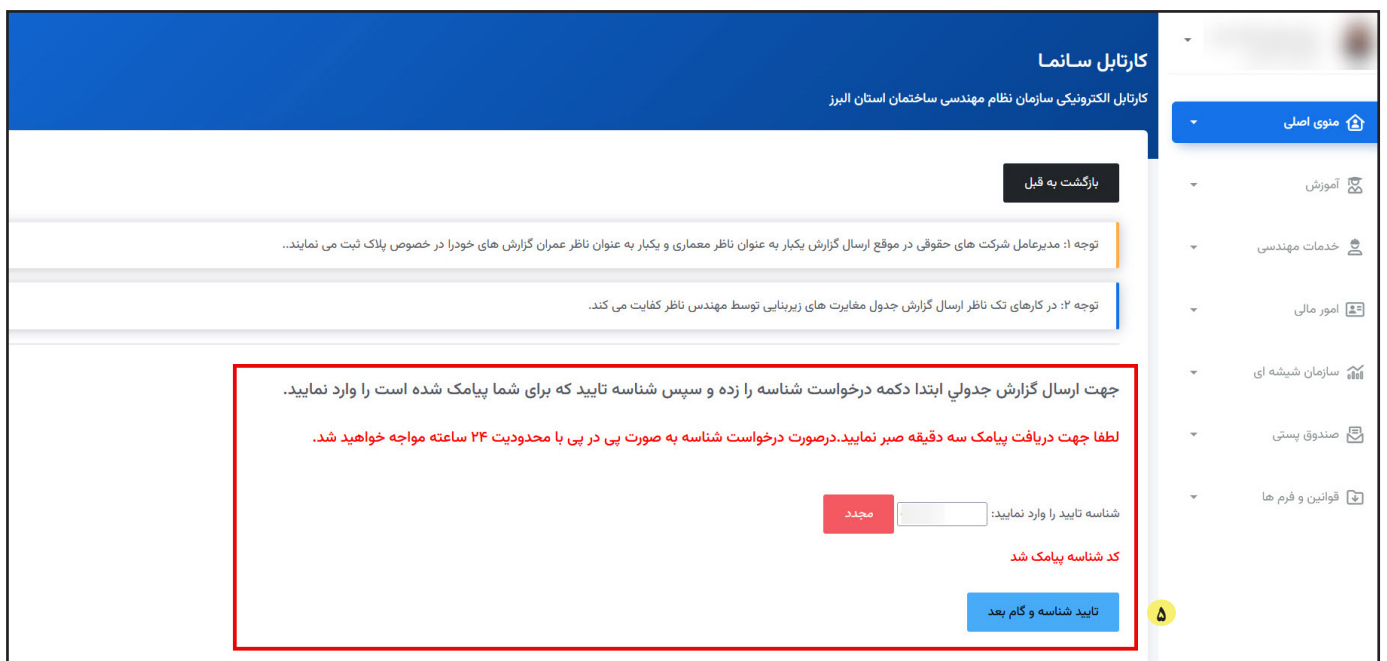 کارتابل سـانمـا
کارتابل الکترونیکی سازمان نظام مهندسی ساختمان استان البرز
منوی اصلی
آموزش
خدمات مهندسی
امور مالی
سازمان شیشه ای
صندوق پستی
قوانین و فرم ها
بازگشت به قبل
توجه ۱: مدیرعامل شرکت های حقوقی در موقع ارسال گزارش یکبار به عنوان ناظر معماری و یکبار به عنوان ناظر عمران گزارش های خودرا در خصوص پلاک ثبت می نمایند..
توجه ۲: در کارهای تک ناظر ارسال گزارش جدول مغایرت های زیربنایی توسط مهندس ناظر کفایت می کند.
جهت ارسال گزارش جدولي ابتدا دکمه درخواست شناسه را زده و سپس شناسه تایید که برای شما پیامک شده است را وارد نمایید.
لطفا جهت دریافت پیامک سه دقیقه صبر نمایید.درصورت درخواست شناسه به صورت پی در پی با محدودیت ۲۴ ساعته مواجه خواهید شد.
شناسه تایید را وارد نمایید:
مجدد
کد شناسه پیامک شد
تایید شناسه و گام بعد
۵